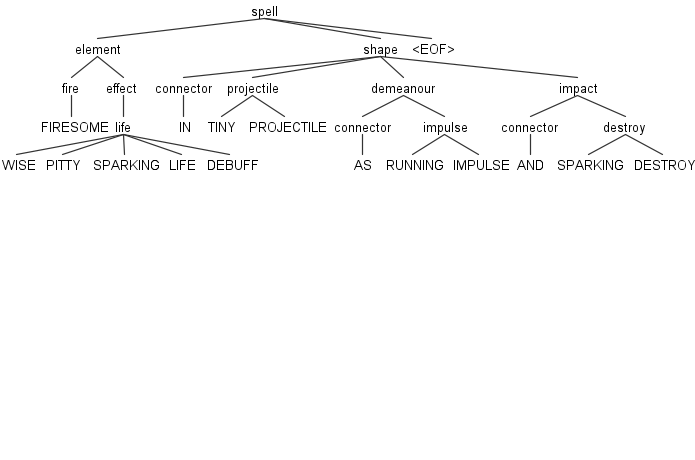 spell
element shape <EOF>
fire effect connector projectile demeanour impact
FIRESOME life IN TINY PROJECTILE connector impulse connector destroy
WISE PITTY SPARKING LIFE DEBUFF AS RUNNING IMPULSE AND SPARKING DESTROY